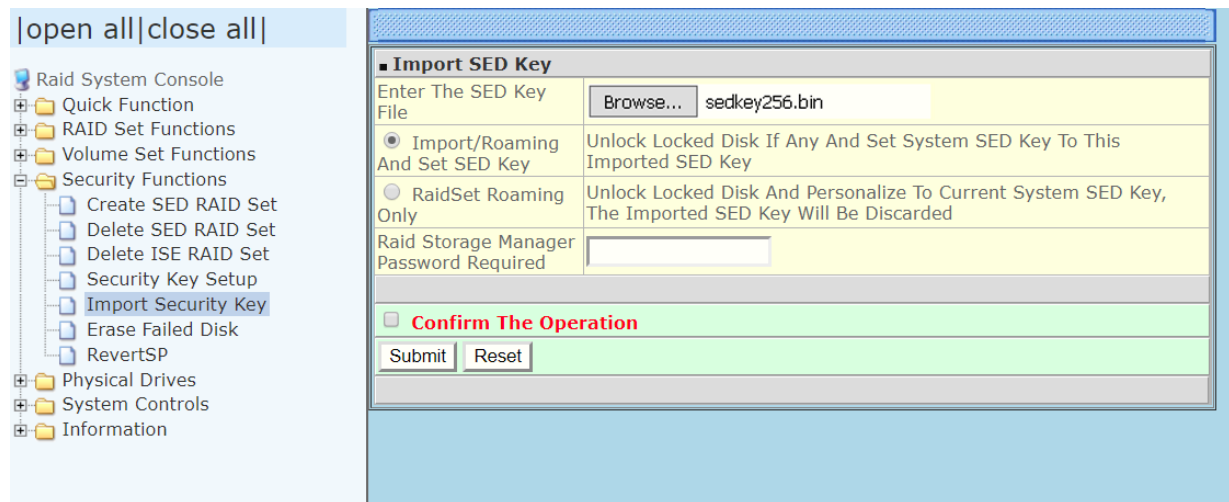 |open all|close all|
Raid System Console
Quick Function
RAID Set Functions
Volume Set Functions
Security Functions
Create SED RAID Set
Delete SED RAID Set
Delete ISE RAID Set
Security Key Setup
Import Security Key
Erase Failed Disk
RevertSP
Physical Drives
System Controls
Information
Import SED Key
Enter The SED Key
File
Browse... sedkey256.bin
Import/Roaming
And Set SED Key
Unlock Locked Disk If Any And Set System SED Key To This
Imported SED Key
RaidSet Roaming
Only
Unlock Locked Disk And Personalize To Current System SED Key,
The Imported SED Key Will Be Discarded
Raid Storage Manager
Password Required
Confirm The Operation
Submit Reset